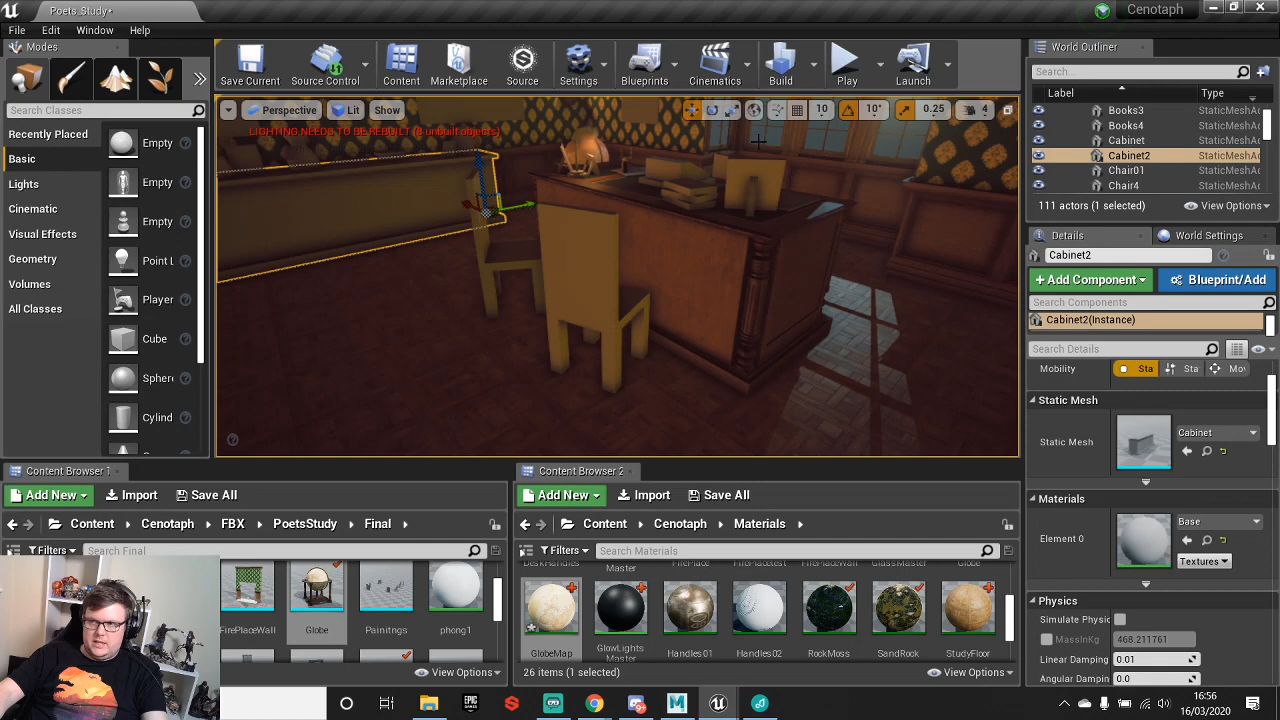 Poets_Study*
Cenotaph
File Edit Window Help
Modes
Save Current
Source Control
Content
Marketplace
Source
Settings
Blueprints
Cinematics
Build
Play
Launch
Search Classes
Recently Placed
Basic
Lights
Cinematic
Visual Effects
Geometry
Volumes
All Classes
Empty
Empty
Empty
Point L
Player
Cube
Spher
Cylind
Perspective
Lit
Show
10
10°
0.25
4
LIGHTING NEEDS TO BE REBUILT (8 unbuilt objects)
World Outliner
Search...
Label
Type
Books3 StaticMeshAc
Books4 StaticMeshAc
Cabinet StaticMeshAc
Cabinet2 StaticMeshAc
Chair01 StaticMeshAc
Chair4 StaticMeshAc
111 actors (1 selected)
View Options
Details
World Settings
Cabinet2
+ Add Component
Blueprint/Add
Search Components
Cabinet2(Instance)
Search Details
Mobility
Sta
Sta
Mov
Static Mesh
Static Mesh
Cabinet
Materials
Element 0
Base
Textures
Physics
Simulate Physic
MassInKg
468.211761
Linear Damping
0.01
Angular Damping
0.0
Content Browser 1
Add New
Import
Save All
Content
Cenotaph
FBX
PoetsStudy
Final
Filters
Search Final
FirePlaceWall
Globe
Painitngs
phong1
View Options
Content Browser 2
Add New
Import
Save All
Content
Cenotaph
Materials
Filters
Search Materials
DeskHandles
Master
FirePlace
FirePlacetest
FirePlaceWall
GlassMaster
Globe
GlobeMap
GlowLights
Master
Handles01
Handles02
RockMoss
SandRock
StudyFloor
26 items (1 selected)
View Options
EPIC
GAMES
16:56
16/03/2020